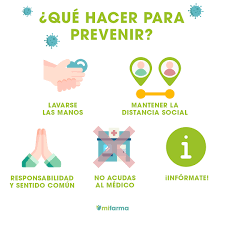 ¿QUÉ HACER PARA
PREVENIR?
LAVARSE
LAS MANOS
MANTENER LA
DISTANCIA SOCIAL
RESPONSABILIDAD
Y SENTIDO COMÚN
NO ACUDAS
AL MÉDICO
i
¡INFÓRMATE!
mifarma